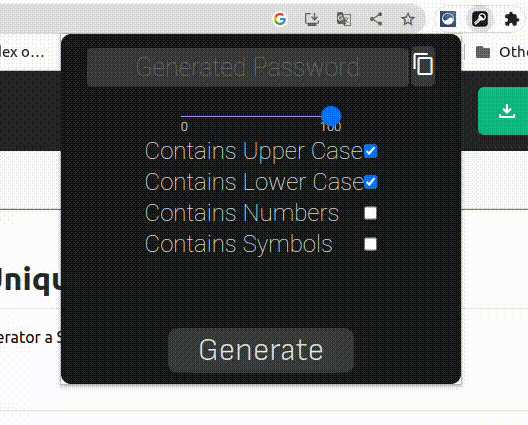 dex o…
Othe
Generated Password
0 100
Contains Upper Case
Contains Lower Case
Contains Numbers
Contains Symbols
Uniqu
erator a S
Generate